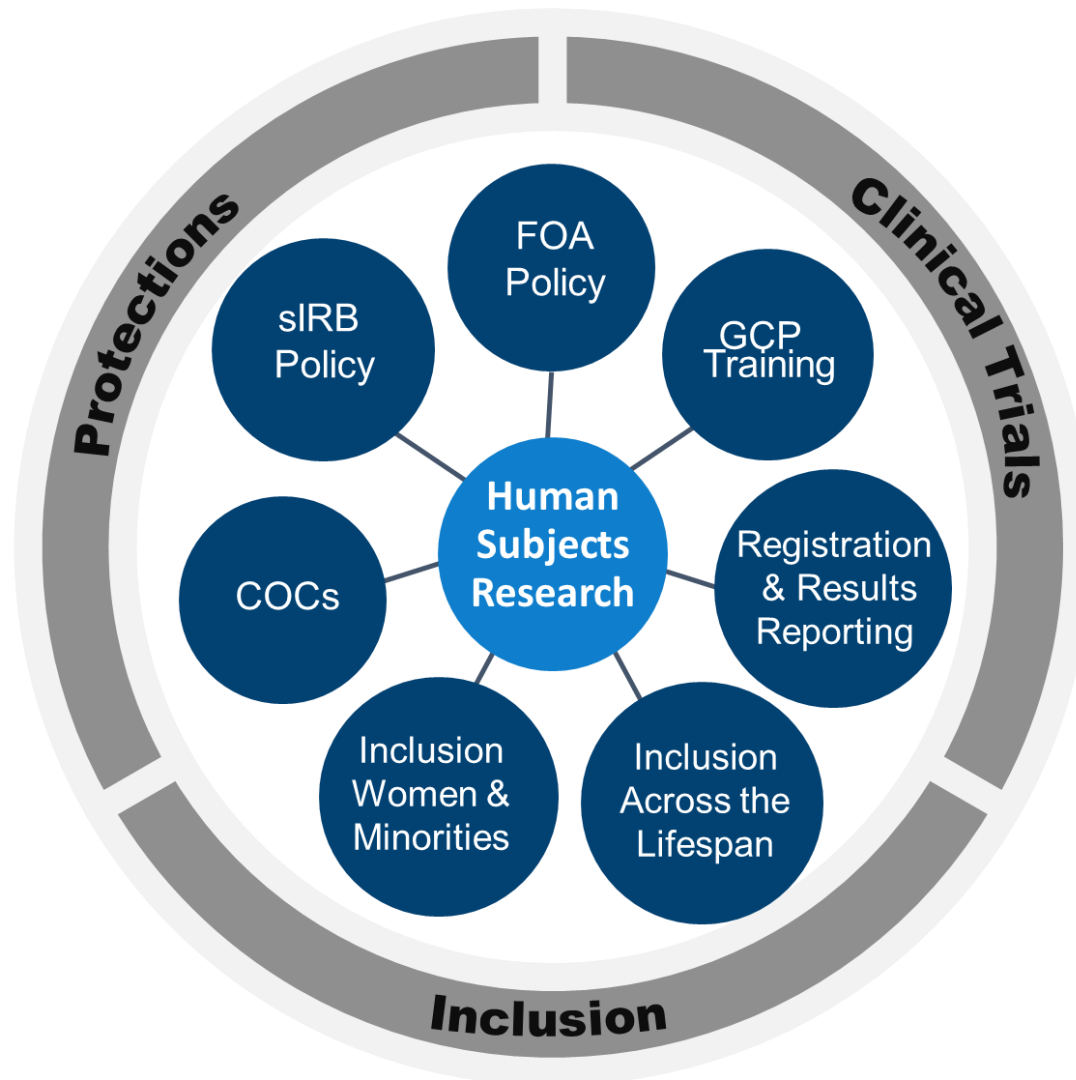 Protections
Clinical Trials
Inclusion
FOA
Policy
GCP
Training
Registration
& Results
Reporting
Inclusion
Across the
Lifespan
Inclusion
Women &
Minorities
COCs
sIRB
Policy
Human
Subjects
Research